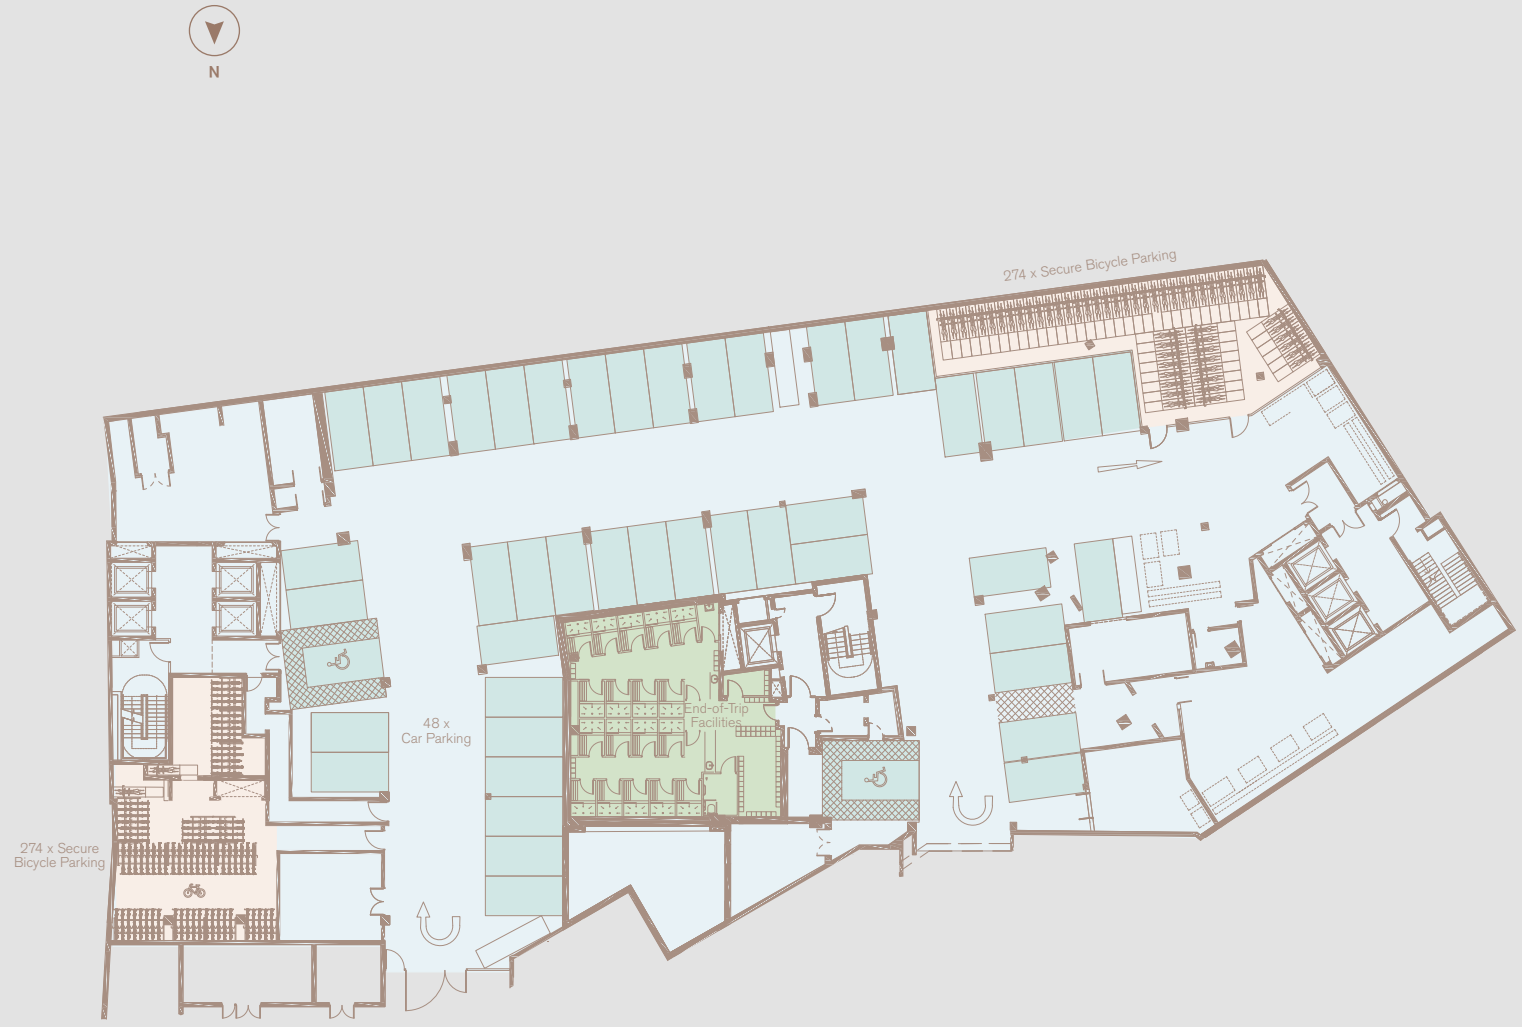 N
274 x Secure Bicycle Parking
End-of-Trip
Facilities
48 x
Car Parking
274 x Secure
Bicycle Parking